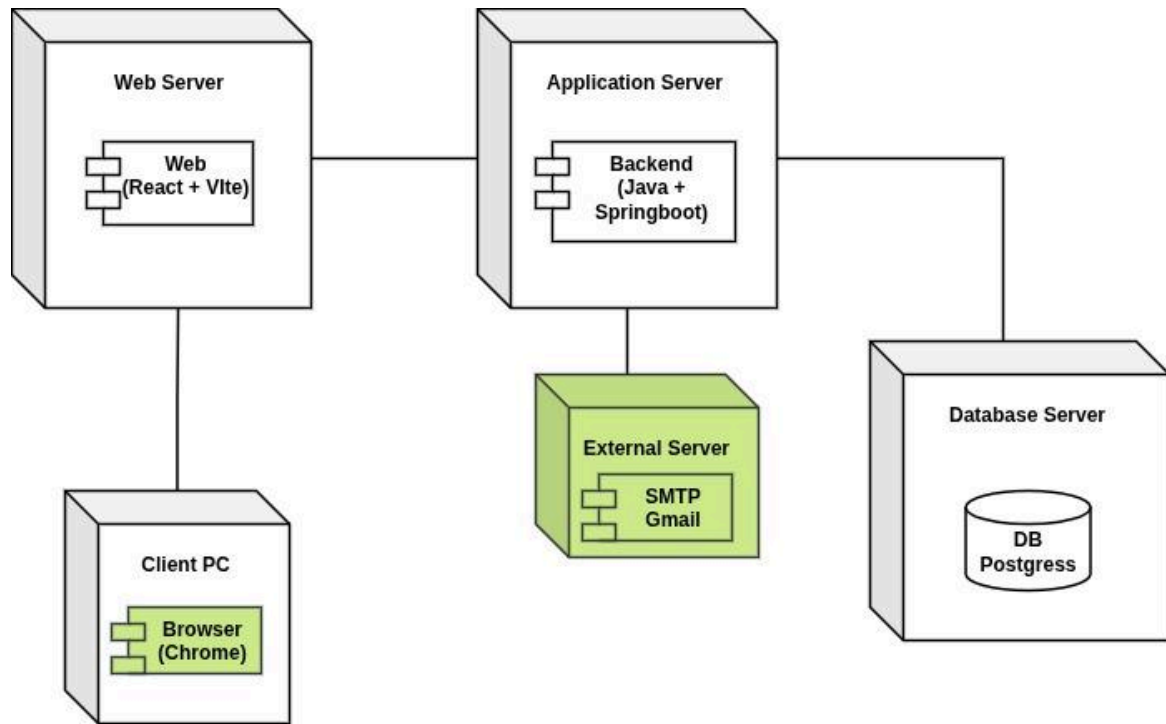 Web Server
Web
(React + VIte)
Application Server
Backend
(Java +
Springboot)
External Server
SMTP
Gmail
Database Server
DB
Postgress
Client PC
Browser
(Chrome)